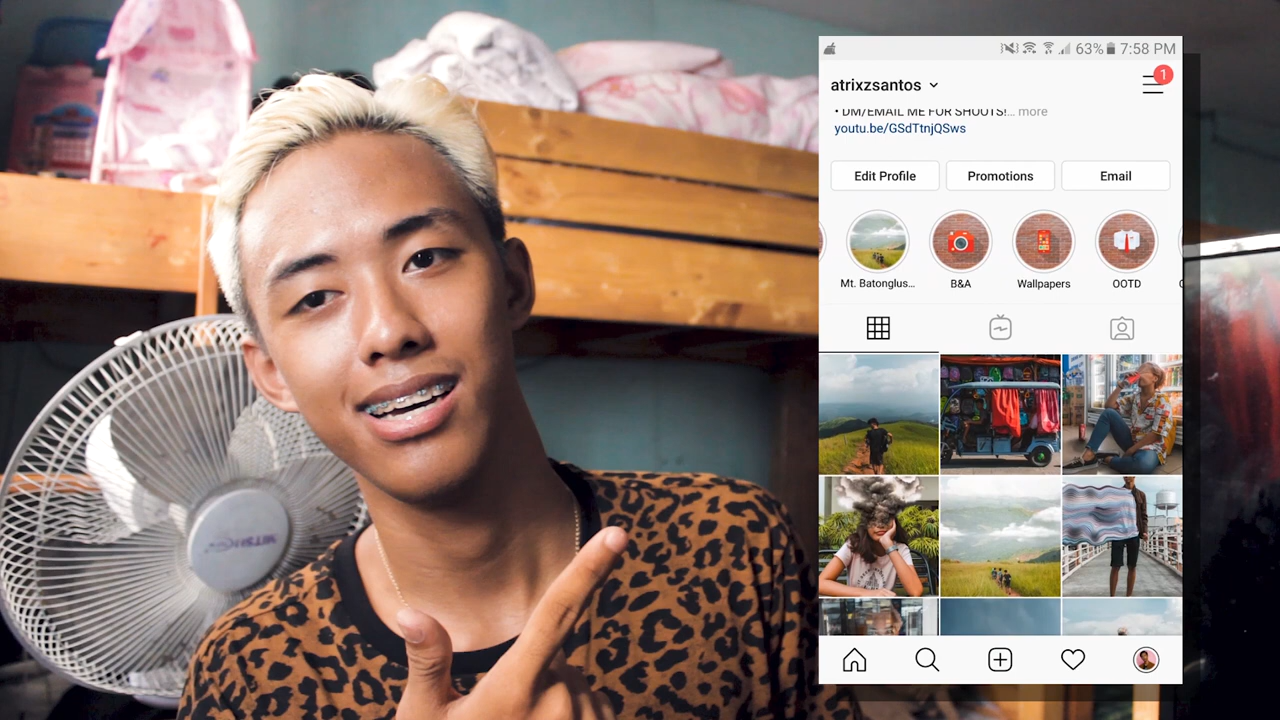 63% 7:58 PM
atrixzsantos
1
• DM/EMAIL ME FOR SHOOTS!... more
youtu.be/GSdTtnjQSws
Edit Profile
Promotions
Email
Mt. Batonglus...
B&A
Wallpapers
OOTD